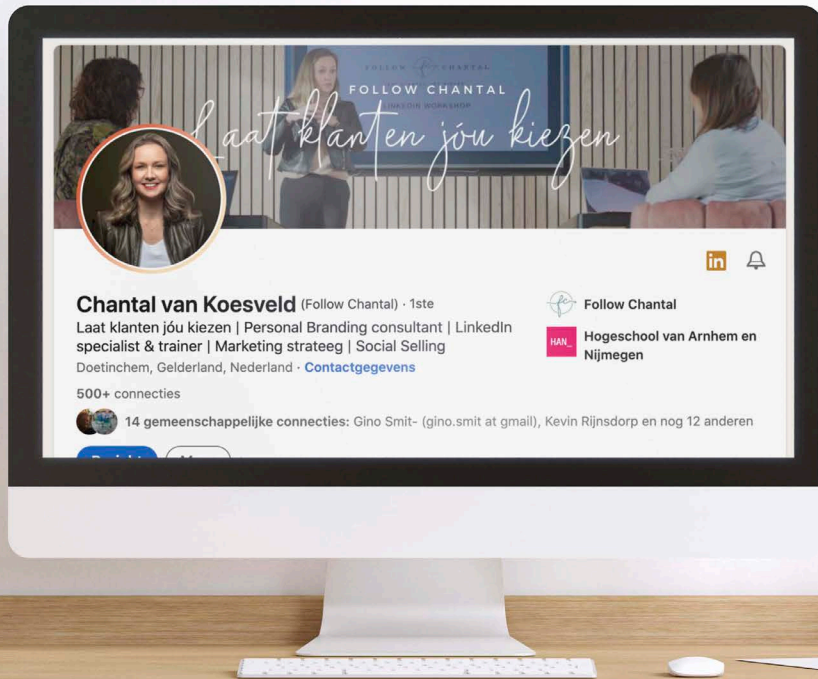 FOLLOW CHANTAL
FOLLOW CHANTAL
LINKEDIN WORKSHOP
Laat klanten jóu kiezen
in
Chantal van Koesveld (Follow Chantal) · 1ste
Laat klanten jóu kiezen | Personal Branding consultant | LinkedIn
specialist & trainer | Marketing strateeg | Social Selling
Doetinchem, Gelderland, Nederland · Contactgegevens
500+ connecties
14 gemeenschappelijke connecties: Gino Smit- (gino.smit at gmail), Kevin Rijnsdorp en nog 12 anderen
fc
Follow Chantal
HAN_
Hogeschool van Arnhem en
Nijmegen